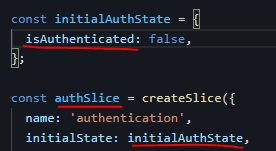 const initialAuthState = {
  isAuthenticated: false,
};
const authSlice = createSlice({
  name: 'authentication',
  initialState: initialAuthState,